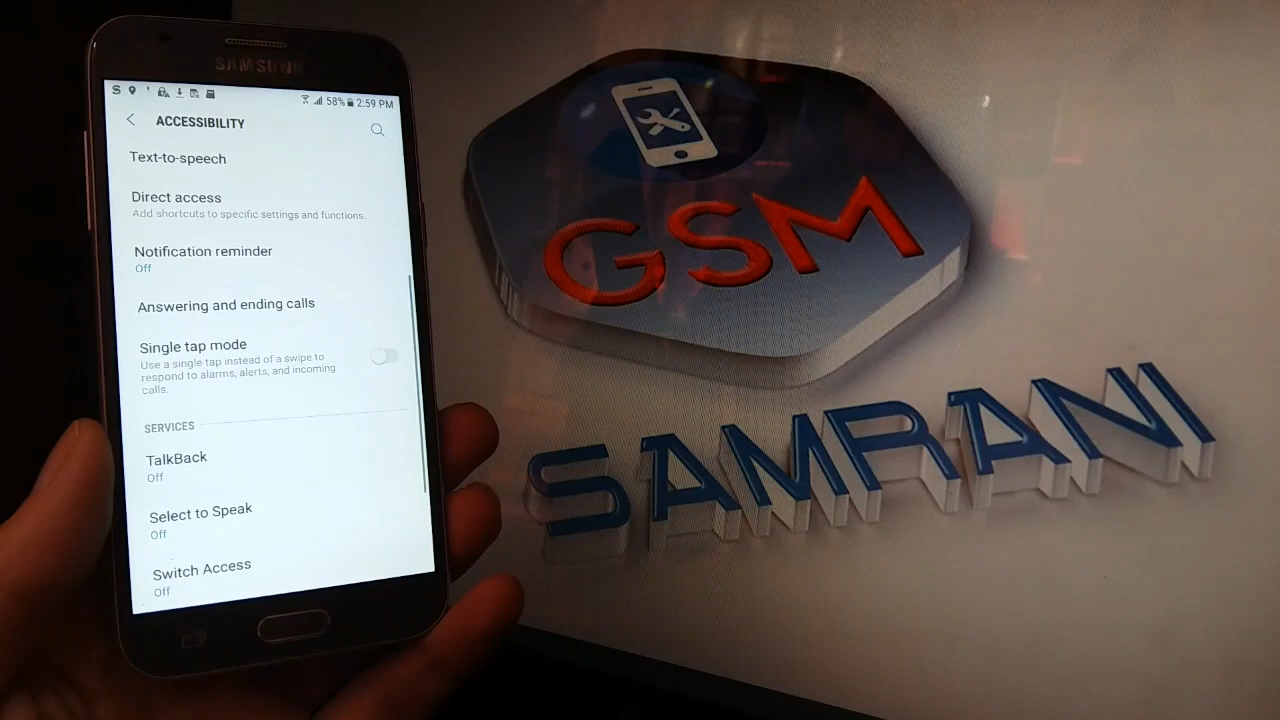 SAMSUNG
58% 2:59 PM
ACCESSIBILITY
Text-to-speech
Direct access
Add shortcuts to specific settings and functions.
Notification reminder
Off
Answering and ending calls
Single tap mode
Use a single tap instead of a swipe to
respond to alarms, alerts, and incoming
calls.
SERVICES
TalkBack
Off
Select to Speak
Off
Switch Access
Off
GSM
SAMRANI